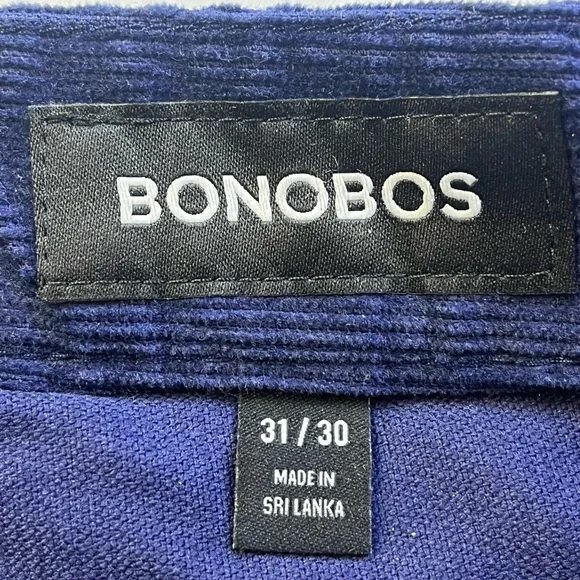 BONOBOS
31 / 30
MADE IN
SRI LANKA